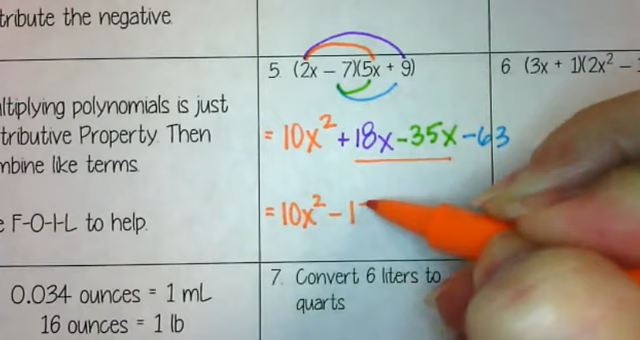 tribute the negative.
ltiplying polynomials is just
tributive Property. Then
mbine like terms.
F-O-I-L to help.
5. (2x - 7)(5x + 9)
= 10x² + 18x - 35x - 63
= 10x² - 1
6. (3x + 1)(2x² -
0.034 ounces = 1 mL
16 ounces = 1 lb
7. Convert 6 liters to
quarts